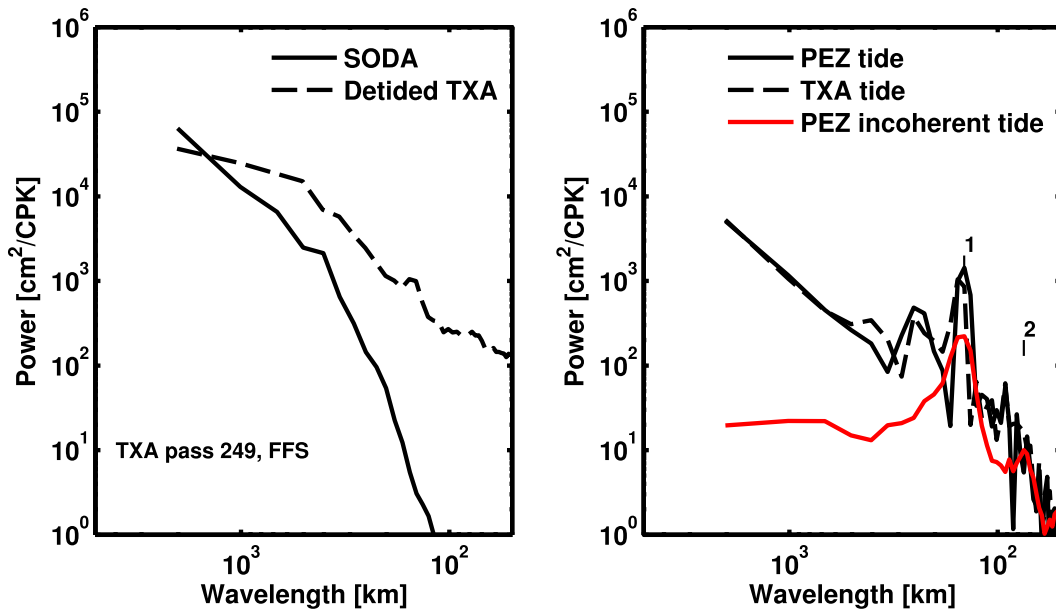 10^6
10^5
10^4
10^3
10^2
10^1
10^0
Power [cm^2/CPK]
SODA
Detided TXA
TXA pass 249, FFS
10^3
10^2
Wavelength [km]
10^6
10^5
10^4
10^3
10^2
10^1
10^0
Power [cm^2/CPK]
PEZ tide
TXA tide
PEZ incoherent tide
1
2
10^3
10^2
Wavelength [km]